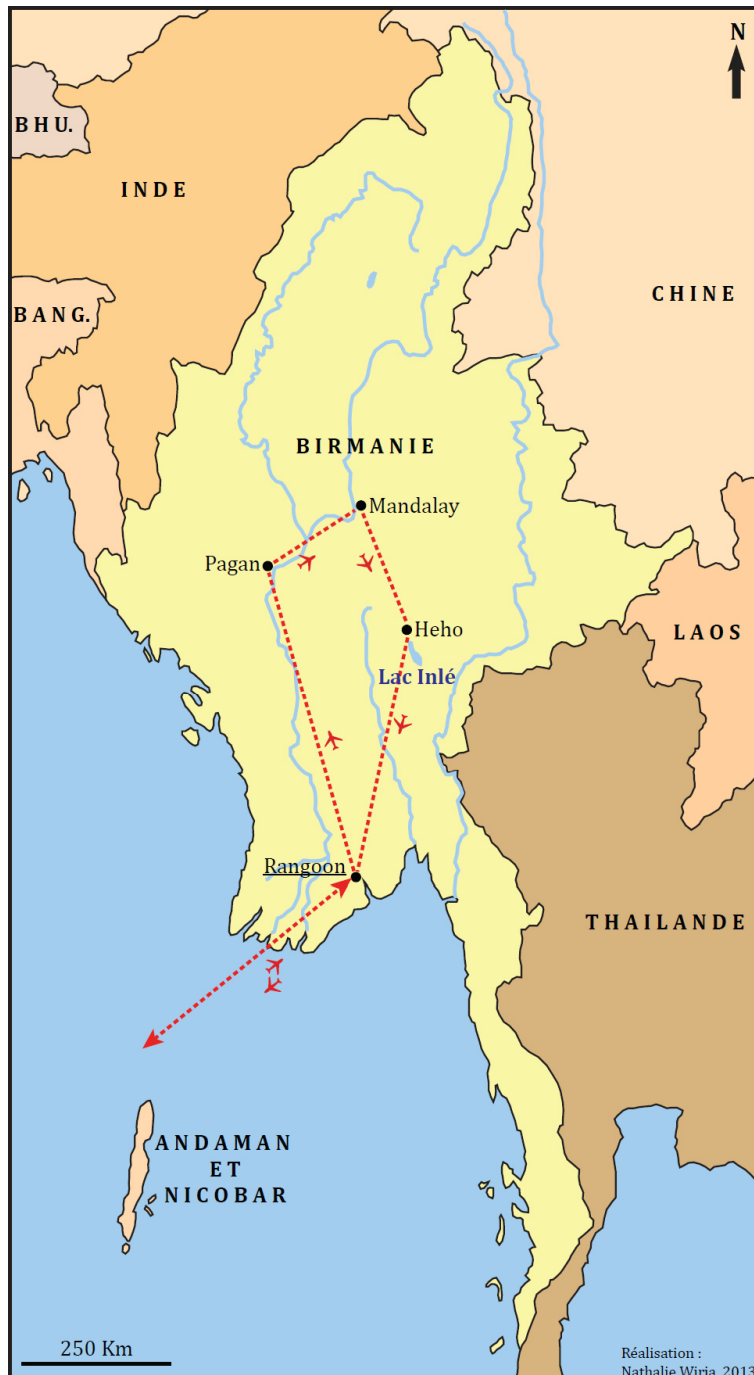 N
BHU.
INDE
CHINE
BANG.
BIRMANIE
Mandalay
Pagan
Heho
LAOS
Lac Inlé
Rangoon
THAILANDE
ANDAMAN
ET
NICOBAR
250 Km
Réalisation :
Nathalie Wiria, 2013